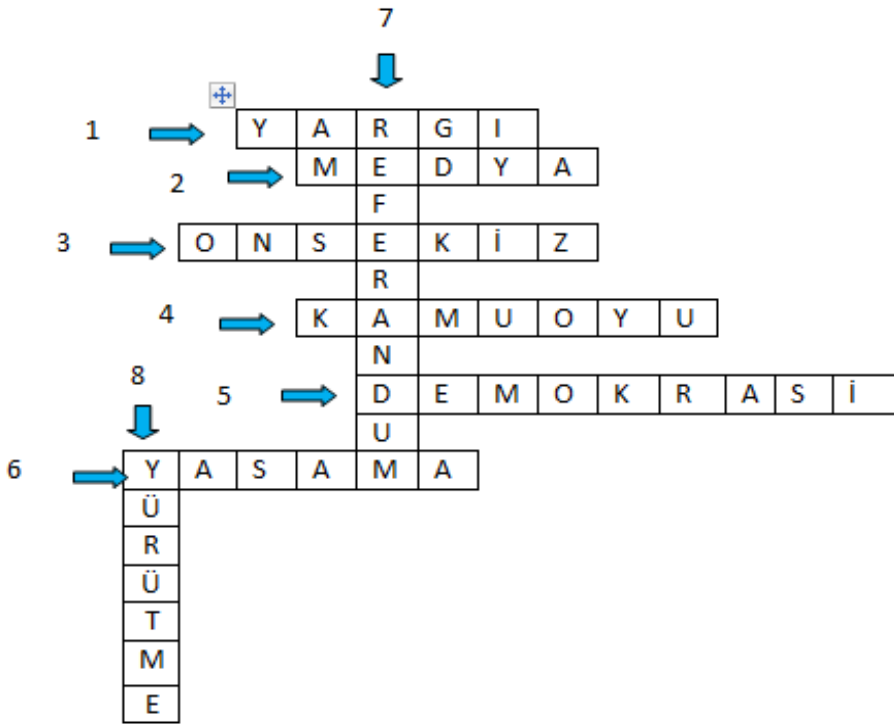 7
1 Y A R G I
2 M E D Y A
F
3 O N S E K İ Z
R
4 K A M U O Y U
N
8
5 D E M O K R A S İ
U
6 Y A S A M A
Ü
R
Ü
T
M
E